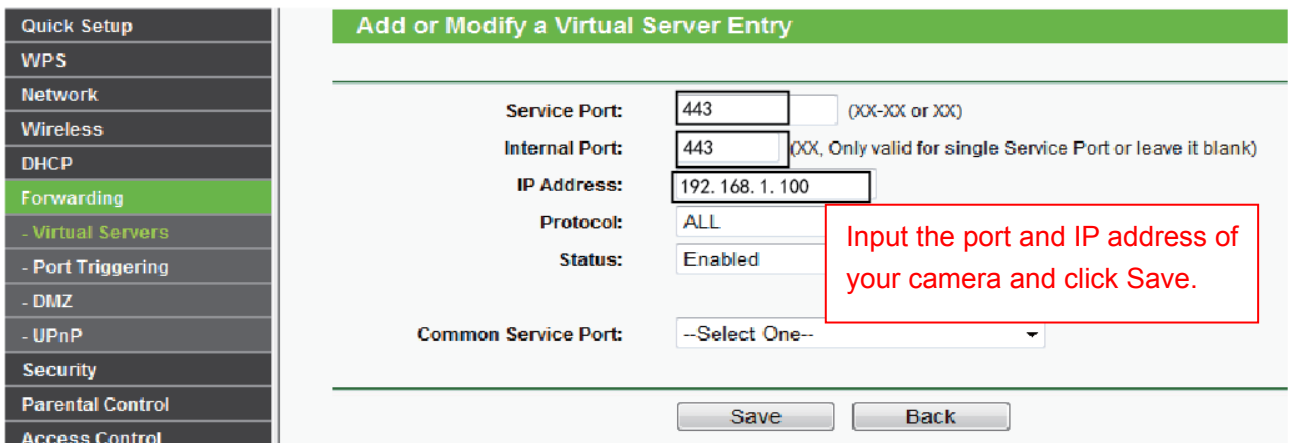 Quick Setup
WPS
Network
Wireless
DHCP
Forwarding
- Virtual Servers
- Port Triggering
- DMZ
- UPnP
Security
Parental Control
Access Control
Add or Modify a Virtual Server Entry
Service Port: 443 (XX-XX or XX)
Internal Port: 443 (XX, Only valid for single Service Port or leave it blank)
IP Address: 192.168.1.100
Protocol: ALL
Status: Enabled
Input the port and IP address of
your camera and click Save.
Common Service Port: --Select One--
Save Back